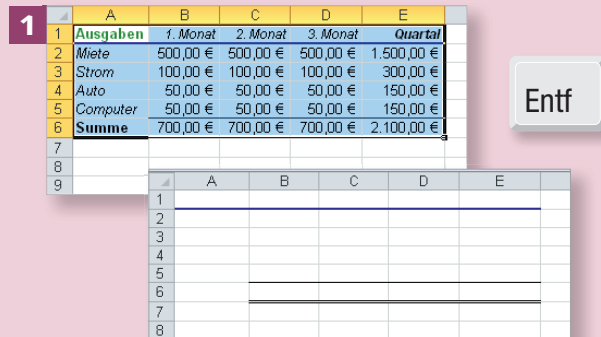 1
A B C D E
1 Ausgaben 1. Monat 2. Monat 3. Monat Quartal
2 Miete 500,00 € 500,00 € 500,00 € 1.500,00 €
3 Strom 100,00 € 100,00 € 100,00 € 300,00 €
4 Auto 50,00 € 50,00 € 50,00 € 150,00 €
5 Computer 50,00 € 50,00 € 50,00 € 150,00 €
6 Summe 700,00 € 700,00 € 700,00 € 2.100,00 €
7
8
9
Entf
A B C D E
1
2
3
4
5
6
7
8